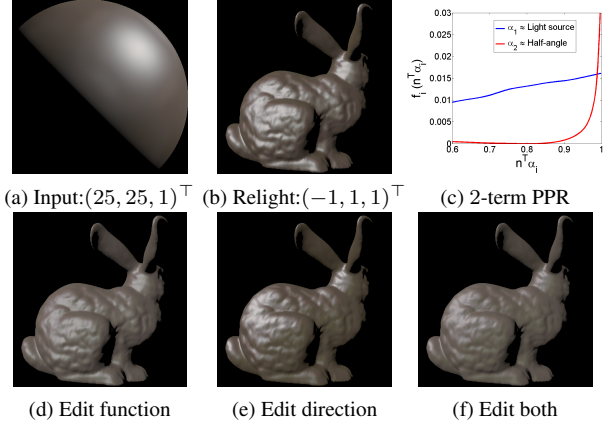 0.03
0.025
0.02
0.015
0.01
0.005
0
0.6 0.7 0.8 0.9 1
f_i (n^T α_i)
n^T α_i
α_1 ≈ Light source
α_2 ≈ Half-angle
(a) Input:(25, 25, 1)^⊤ (b) Relight:(−1, 1, 1)^⊤ (c) 2-term PPR
(d) Edit function (e) Edit direction (f) Edit both